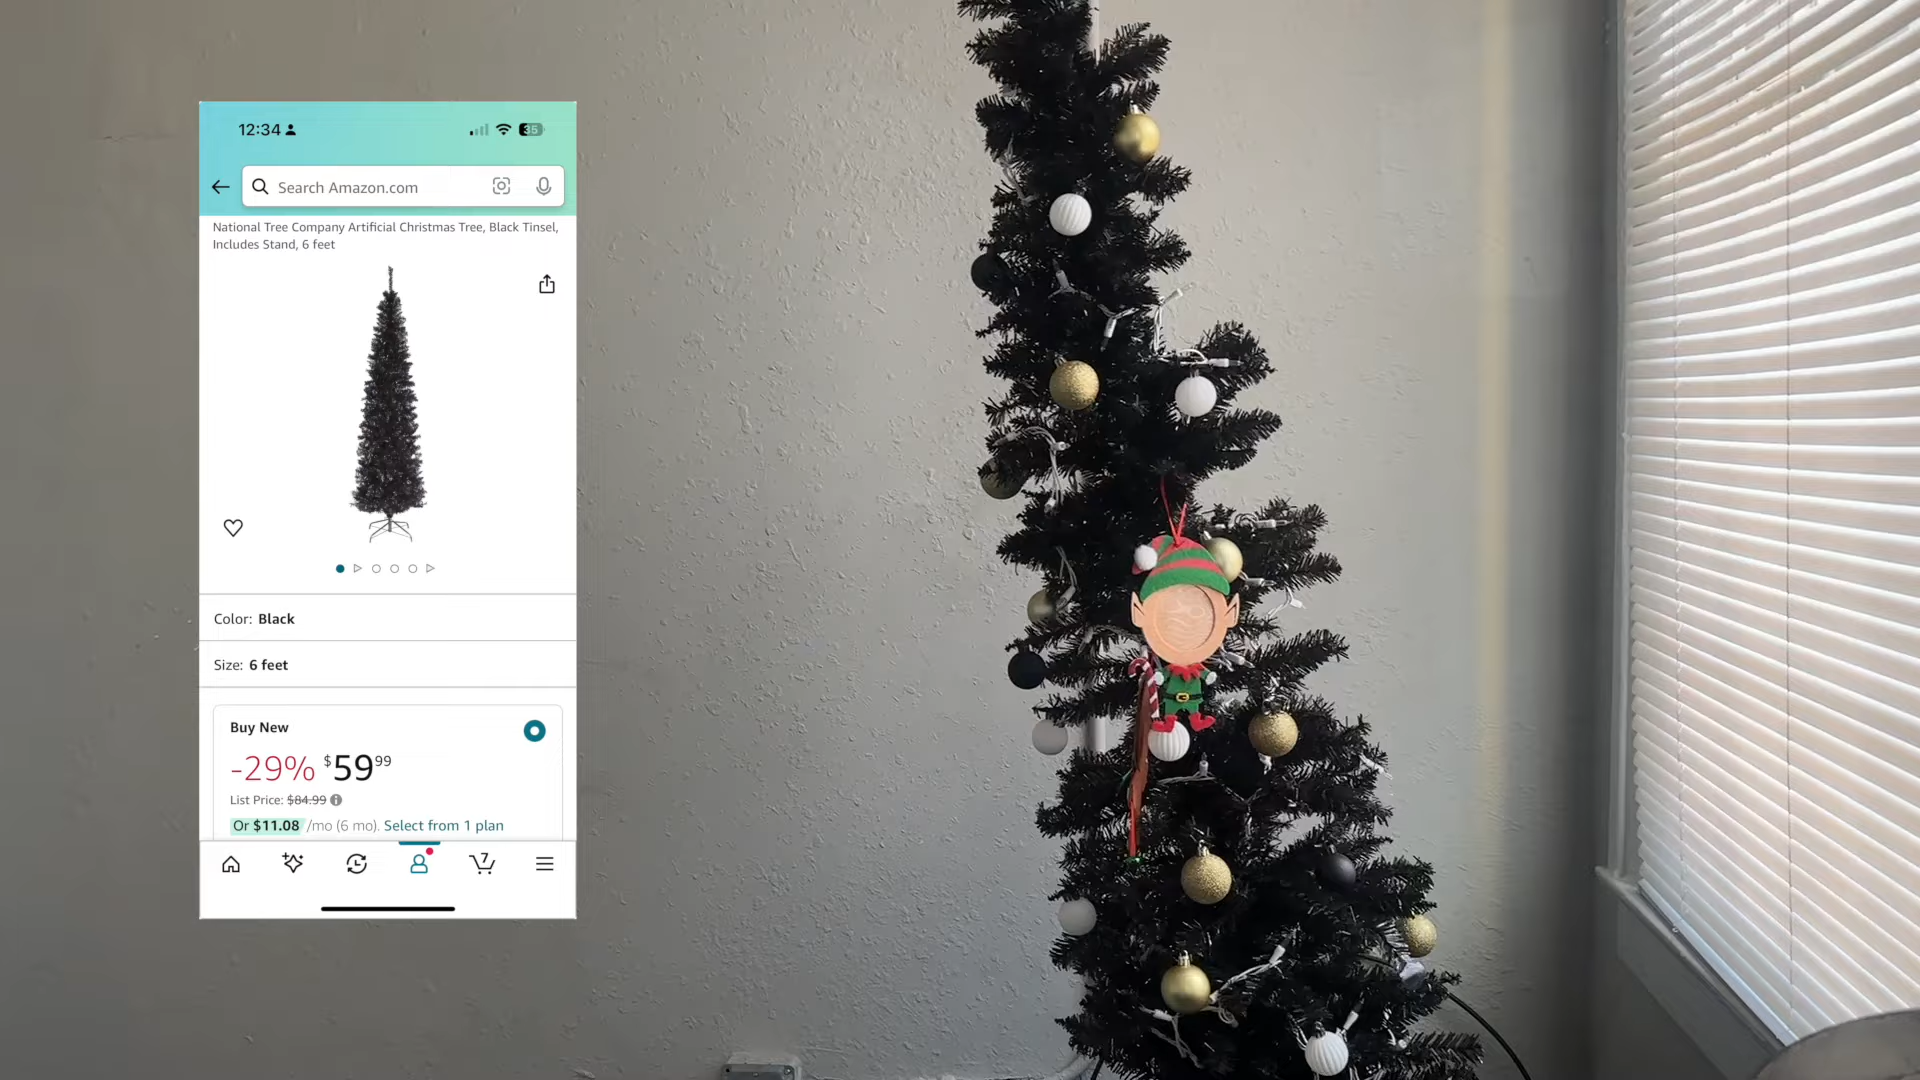 12:34
35
Search Amazon.com
National Tree Company Artificial Christmas Tree, Black Tinsel,
Includes Stand, 6 feet
Color: Black
Size: 6 feet
Buy New
-29% $59.99
List Price: $84.99
Or $11.08 /mo (6 mo). Select from 1 plan
7